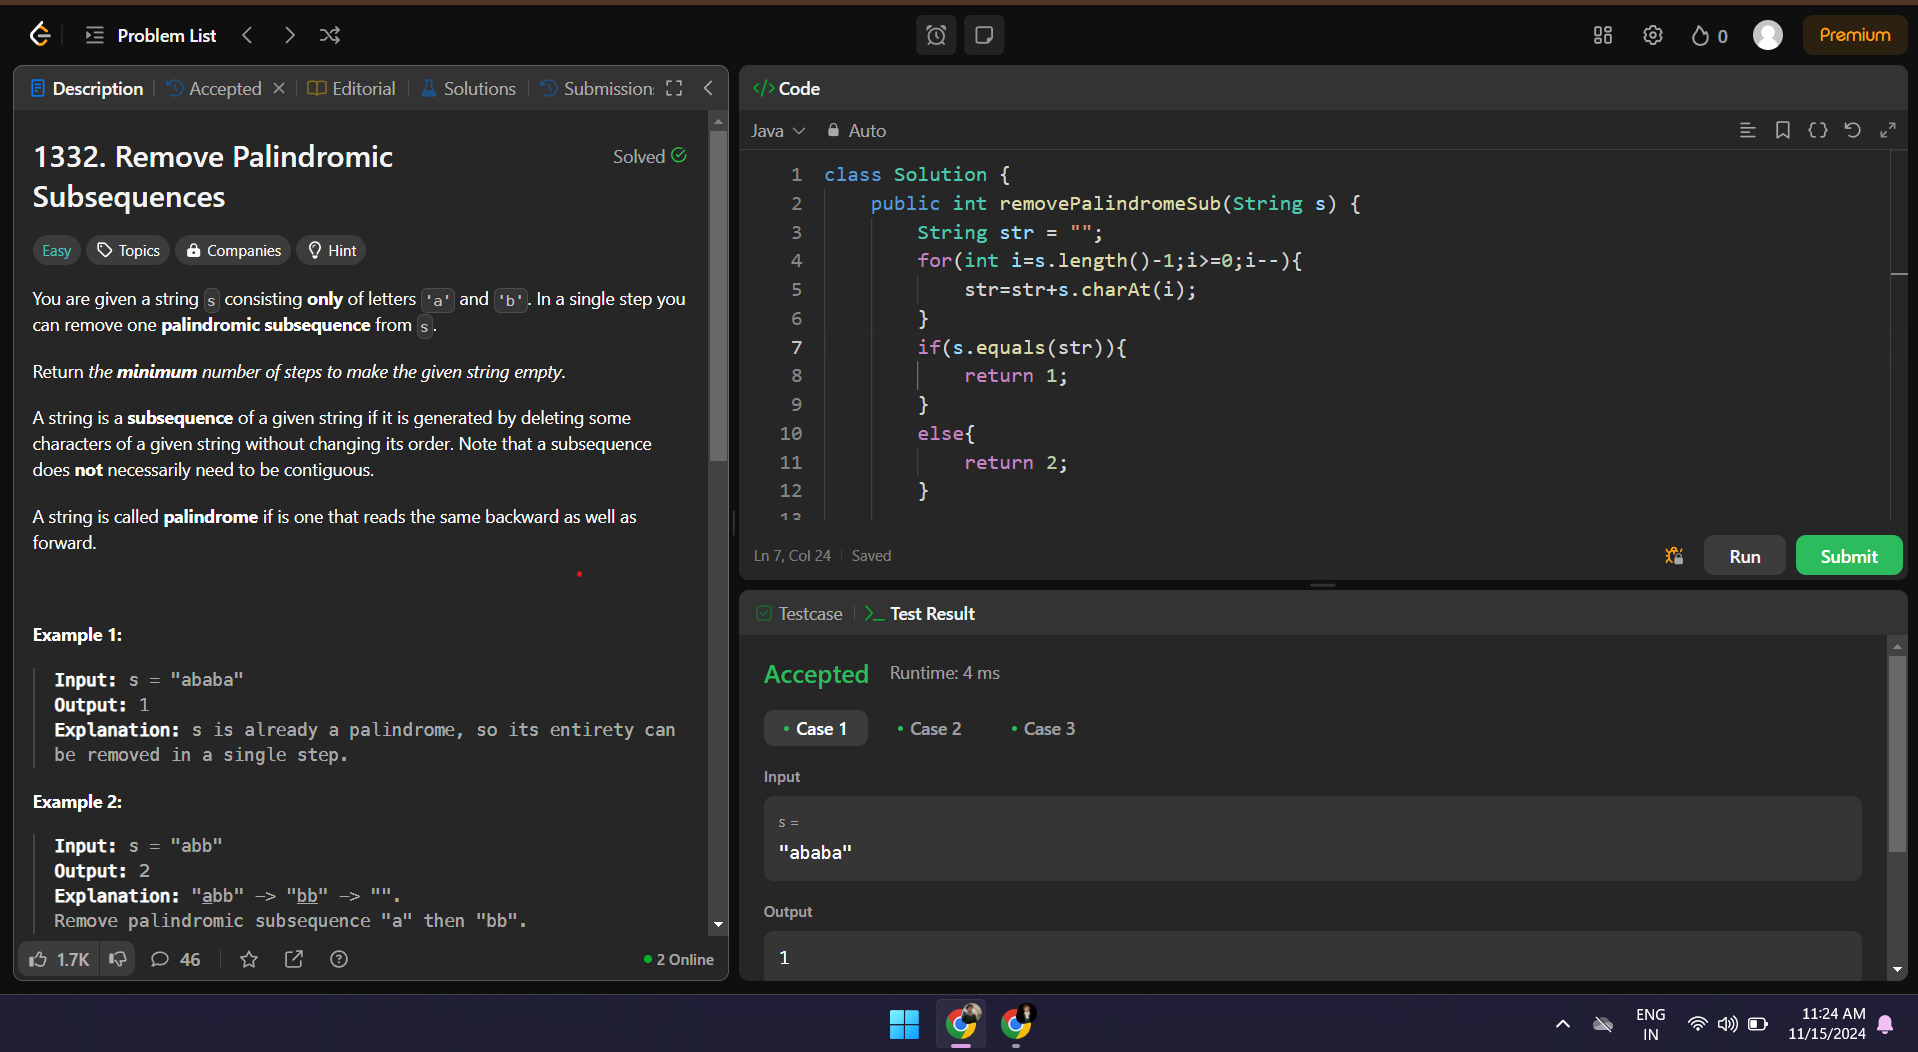 Problem List
0
Premium
Description
Accepted
Editorial
Solutions
Submission
1332. Remove Palindromic
Subsequences
Solved
Easy
Topics
Companies
Hint
You are given a string s consisting only of letters 'a' and 'b'. In a single step you
can remove one palindromic subsequence from s.
Return the minimum number of steps to make the given string empty.
A string is a subsequence of a given string if it is generated by deleting some
characters of a given string without changing its order. Note that a subsequence
does not necessarily need to be contiguous.
A string is called palindrome if is one that reads the same backward as well as
forward.
Example 1:
Input: s = "ababa"
Output: 1
Explanation: s is already a palindrome, so its entirety can
be removed in a single step.
Example 2:
Input: s = "abb"
Output: 2
Explanation: "abb" -> "bb" -> "".
Remove palindromic subsequence "a" then "bb".
1.7K
46
2 Online
</> Code
Java
Auto
1 class Solution {
2 public int removePalindromeSub(String s) {
3 String str = "";
4 for(int i=s.length()-1;i>=0;i--){
5 str=str+s.charAt(i);
6 }
7 if(s.equals(str)){
8 return 1;
9 }
10 else{
11 return 2;
12 }
13
Ln 7, Col 24
Saved
Run
Submit
Testcase
>_ Test Result
Accepted
Runtime: 4 ms
• Case 1
• Case 2
• Case 3
Input
s =
"ababa"
Output
1
ENG
IN
11:24 AM
11/15/2024